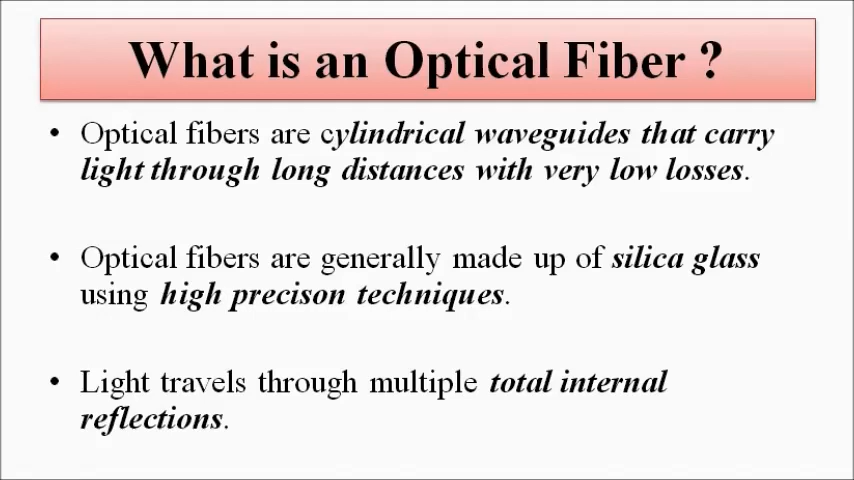 What is an Optical Fiber ?
• Optical fibers are cylindrical waveguides that carry
light through long distances with very low losses.
• Optical fibers are generally made up of silica glass
using high precison techniques.
• Light travels through multiple total internal
reflections.